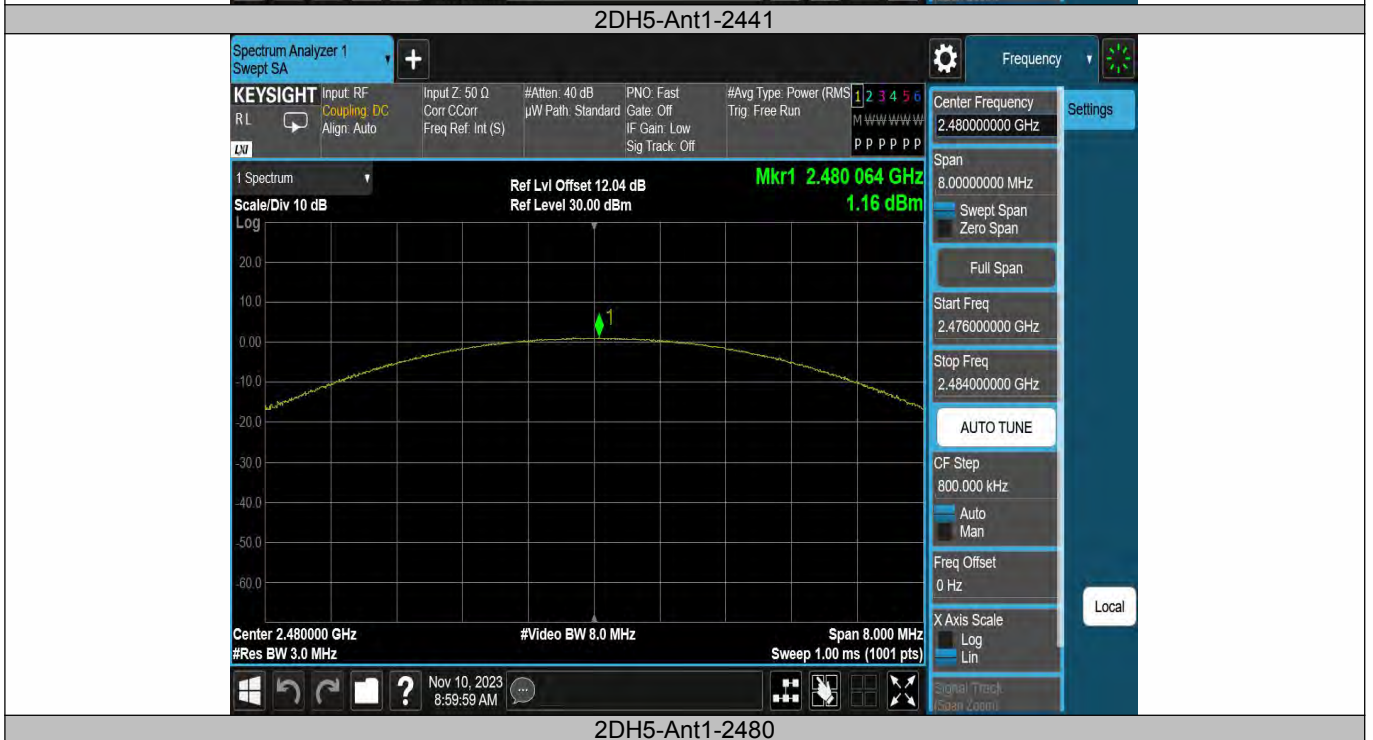 2DH5-Ant1-2441
Spectrum Analyzer 1
Swept SA
+
Frequency
KEYSIGHT
R L
LXI
Input: RF
Coupling: DC
Align: Auto
Input Z: 50 Ω
Corr CCorr
Freq Ref: Int (S)
#Atten: 40 dB
µW Path: Standard
PNO: Fast
Gate: Off
IF Gain: Low
Sig Track: Off
#Avg Type: Power (RMS
Trig: Free Run
1 2 3 4 5 6
M W W W W W
P P P P P P
Center Frequency
2.480000000 GHz
Settings
Span
8.00000000 MHz
Swept Span
Zero Span
Full Span
Start Freq
2.476000000 GHz
Stop Freq
2.484000000 GHz
AUTO TUNE
CF Step
800.000 kHz
Auto
Man
Freq Offset
0 Hz
X Axis Scale
Log
Lin
Signal Track
(Span Zoom)
Local
1 Spectrum
Scale/Div 10 dB
Ref Lvl Offset 12.04 dB
Ref Level 30.00 dBm
Mkr1 2.480 064 GHz
1.16 dBm
Log
20.0
10.0
0.00
-10.0
-20.0
-30.0
-40.0
-50.0
-60.0
1
Center 2.480000 GHz
#Res BW 3.0 MHz
#Video BW 8.0 MHz
Span 8.000 MHz
Sweep 1.00 ms (1001 pts)
?
Nov 10, 2023
8:59:59 AM
2DH5-Ant1-2480